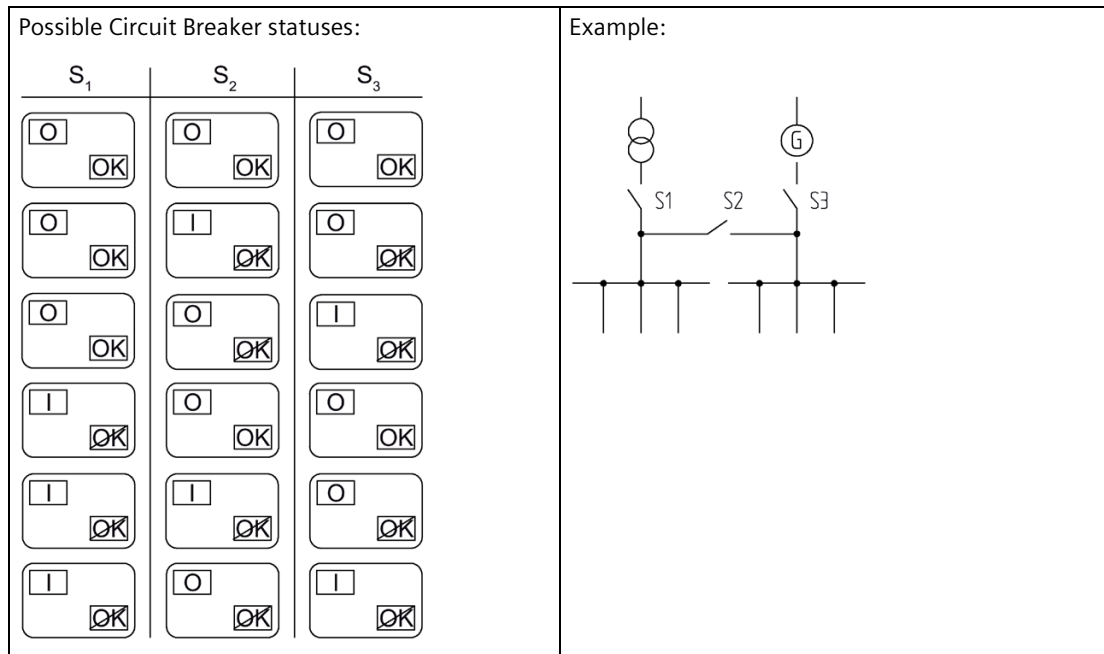 Possible Circuit Breaker statuses:
S1 S2 S3
O O O
OK OK OK
O I O
OK OK OK
O O I
OK OK OK
I O O
OK OK OK
I I O
OK OK OK
I O I
OK OK OK
Example:
G
S1 S2 S3